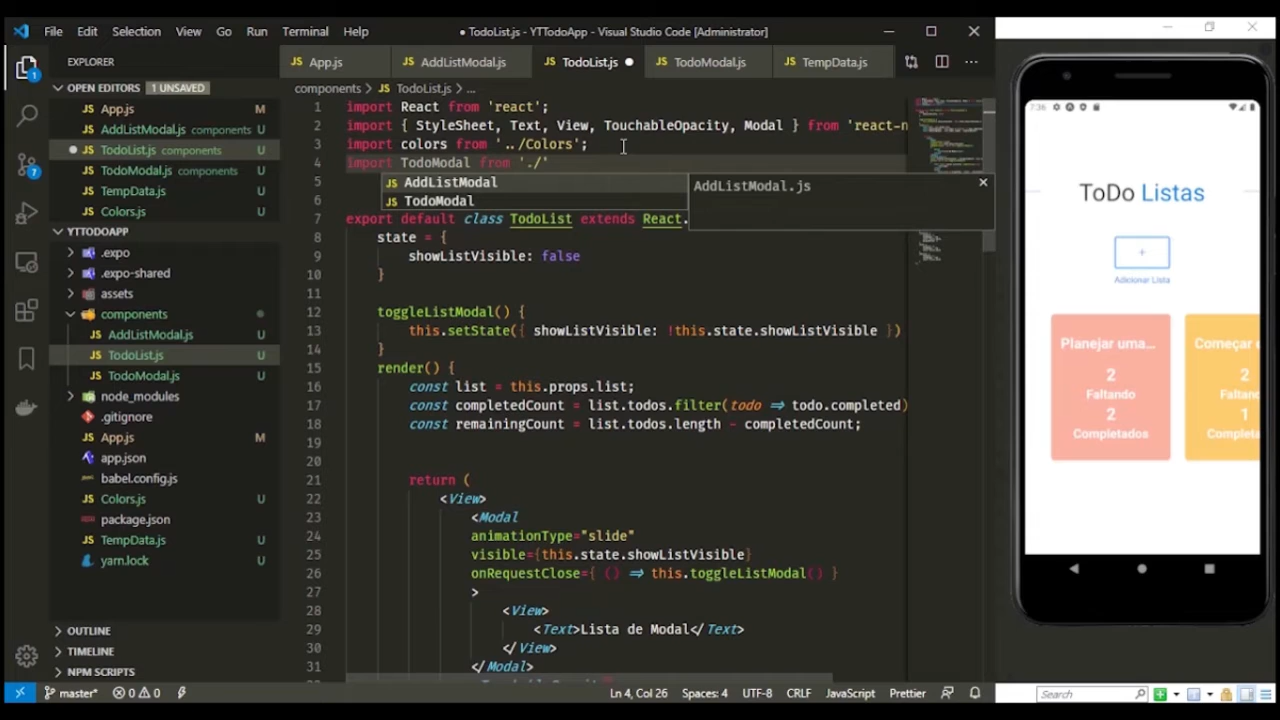 File Edit Selection View Go Run Terminal Help
● TodoList.js - YTTodoApp - Visual Studio Code [Administrator]
EXPLORER
OPEN EDITORS 1 UNSAVED
App.js M
AddListModal.js components U
TodoList.js components U
TodoModal.js components U
TempData.js U
Colors.js U
YTTODOAPP
.expo
.expo-shared
assets
components
AddListModal.js U
TodoList.js U
TodoModal.js U
node_modules
.gitignore
App.js M
app.json
babel.config.js
Colors.js U
package.json
TempData.js U
yarn.lock
OUTLINE
TIMELINE
NPM SCRIPTS
App.js AddListModal.js TodoList.js TodoModal.js TempData.js
components > JS TodoList.js > ...
1 import React from 'react';
2 import { StyleSheet, Text, View, TouchableOpacity, Modal } from 'react-n
3 import colors from '../Colors';
4 import TodoModal from './'
5
AddListModal
TodoModal
AddListModal.js
6
7 export default class TodoList extends React.
8 state = {
9 showListVisible: false
10 }
11
12 toggleListModal() {
13 this.setState({ showListVisible: !this.state.showListVisible })
14 }
15 render() {
16 const list = this.props.list;
17 const completedCount = list.todos.filter(todo => todo.completed)
18 const remainingCount = list.todos.length - completedCount;
19
20
21 return (
22 <View>
23 <Modal
24 animationType="slide"
25 visible={this.state.showListVisible}
26 onRequestClose={ () => this.toggleListModal() }
27 >
28 <View>
29 <Text>Lista de Modal</Text>
30 </View>
31 </Modal>
master* 0 0 Ln 4, Col 26 Spaces: 4 UTF-8 CRLF JavaScript Prettier
7:36
ToDo Listas
+
Adicionar Lista
Planejar uma...
2
Faltando
2
Completados
Começar
2
Faltan
1
Completa
Search